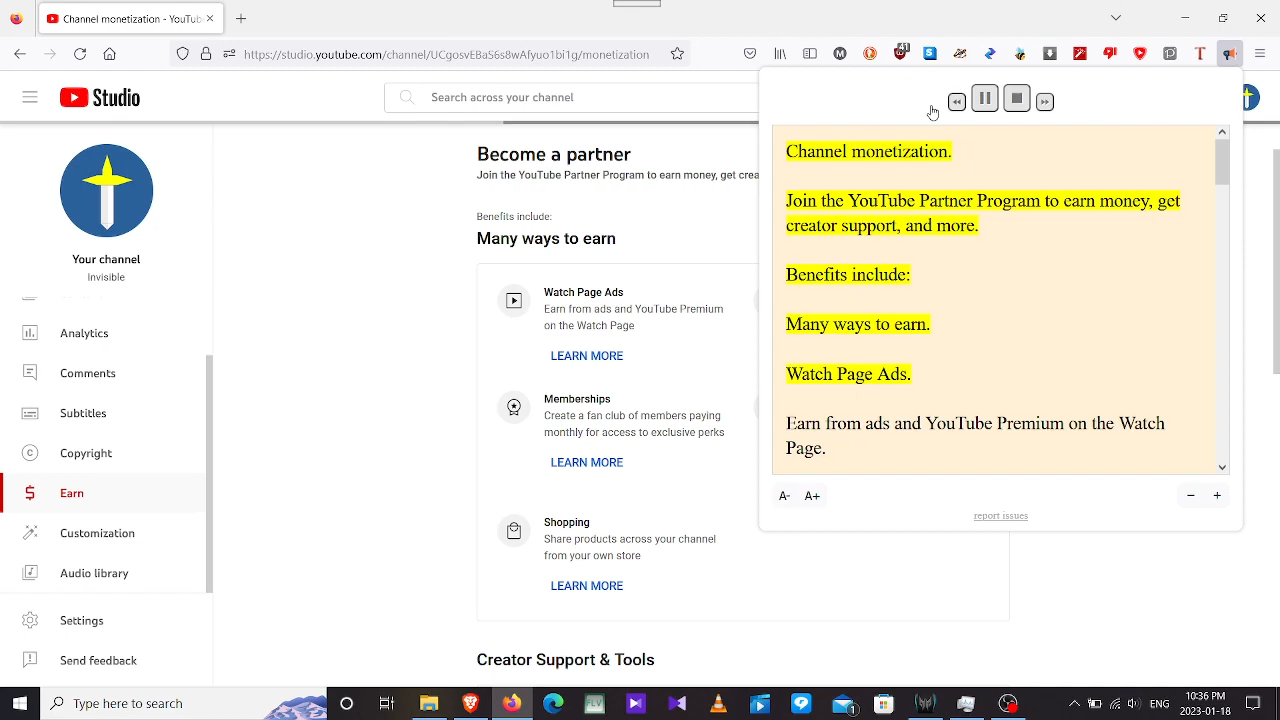 Channel monetization - YouTub
https://studio.youtube.com/channel/
/monetization
41
Studio
Search across your channel
Your channel
Invisible
Analytics
Comments
Subtitles
Copyright
Earn
Customization
Audio library
Settings
Send feedback
Become a partner
Join the YouTube Partner Program to earn money, get crea
Benefits include:
Many ways to earn
Watch Page Ads
Earn from ads and YouTube Premium
on the Watch Page
LEARN MORE
Memberships
Create a fan club of members paying
monthly for access to exclusive perks
LEARN MORE
Shopping
Share products across your channel
from your own store
LEARN MORE
Creator Support & Tools
Channel monetization.
Join the YouTube Partner Program to earn money, get
creator support, and more.
Benefits include:
Many ways to earn.
Watch Page Ads.
Earn from ads and YouTube Premium on the Watch
Page.
A- A+
− +
report issues
Type here to search
FLV
1
ENG
10:36 PM
2023-01-18